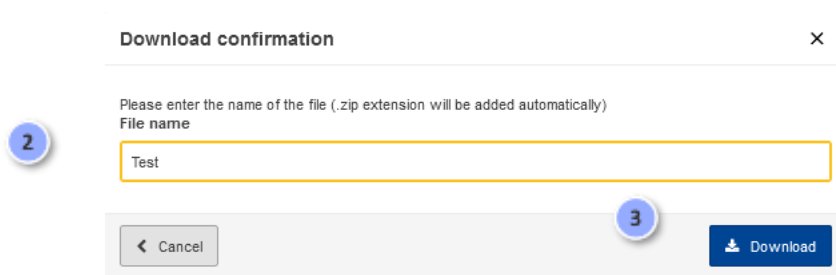 Download confirmation
Please enter the name of the file (.zip extension will be added automatically)
File name
2
Test
3
Cancel
Download